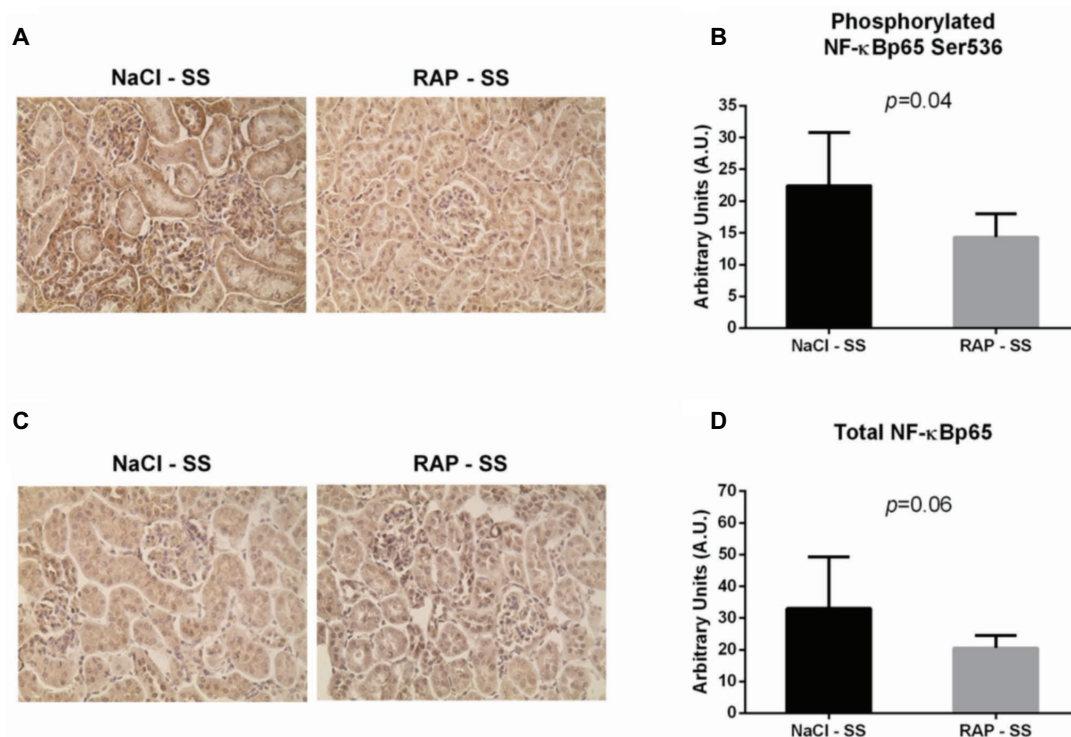 A
NaCl - SS
RAP - SS
B
Phosphorylated
NF-κBp65 Ser536
p=0.04
Arbitrary Units (A.U.)
35
30
25
20
15
10
5
0
NaCl - SS
RAP - SS
C
NaCl - SS
RAP - SS
D
Total NF-κBp65
p=0.06
Arbitrary Units (A.U.)
70
60
50
40
30
20
10
0
NaCl - SS
RAP - SS